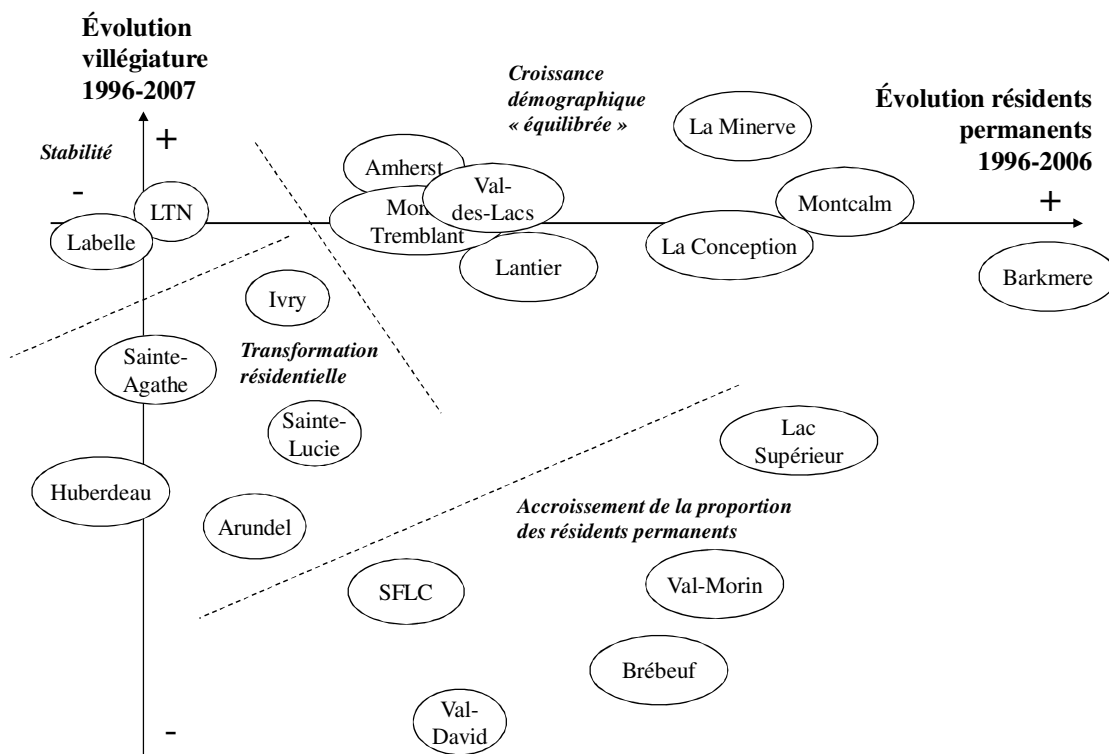 Évolution
villégiature
1996-2007
Croissance
démographique
« équilibrée »
Évolution résidents
permanents
1996-2006
La Minerve
+
Stabilité
-
Amherst
Val-
des-Lacs
LTN
Mon
Tremblant
Montcalm
+
Labelle
La Conception
Lantier
Barkmere
Ivry
Sainte-
Agathe
Transformation
résidentielle
Sainte-
Lucie
Lac
Supérieur
Huberdeau
Accroissement de la proportion
des résidents permanents
Arundel
SFLC
Val-Morin
Brébeuf
Val-
David
-